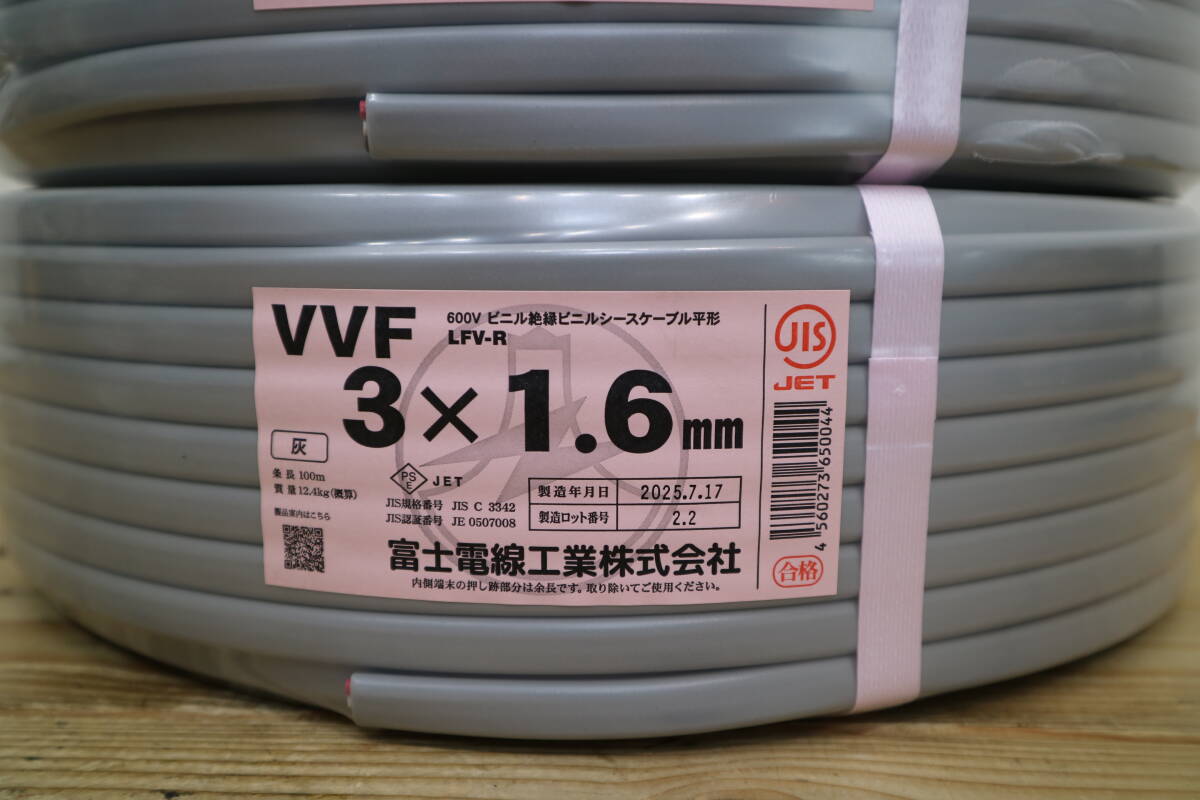 VVF
600V ビニル絶縁ビニルシースケーブル平形
LFV-R
3×1.6mm
灰
条長 100m
質量 12.4kg(概算)
製品案内はこちら
PS
E
JET
JIS規格番号 JIS C 3342
JIS認証番号 JE 0507008
製造年月日 2025.7.17
製造ロット番号 2.2
富士電線工業株式会社
内側端末の押し跡部分は余長です。取り除いてご使用ください。
JIS
JET
4560273650044
合格